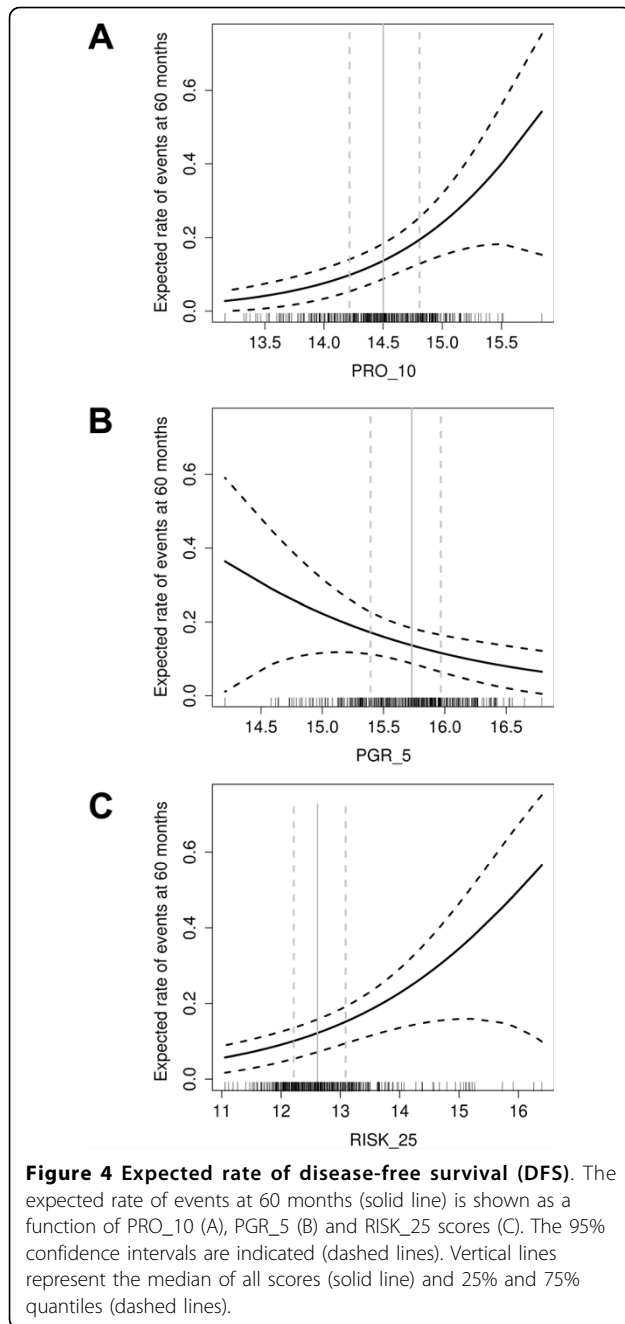 A
Expected rate of events at 60 months
0.6
0.4
0.2
0.0
13.5 14.0 14.5 15.0 15.5
PRO_10
B
Expected rate of events at 60 months
0.6
0.4
0.2
0.0
14.5 15.0 15.5 16.0 16.5
PGR_5
C
Expected rate of events at 60 months
0.6
0.4
0.2
0.0
11 12 13 14 15 16
RISK_25
Figure 4 Expected rate of disease-free survival (DFS). The
expected rate of events at 60 months (solid line) is shown as a
function of PRO_10 (A), PGR_5 (B) and RISK_25 scores (C). The 95%
confidence intervals are indicated (dashed lines). Vertical lines
represent the median of all scores (solid line) and 25% and 75%
quantiles (dashed lines).